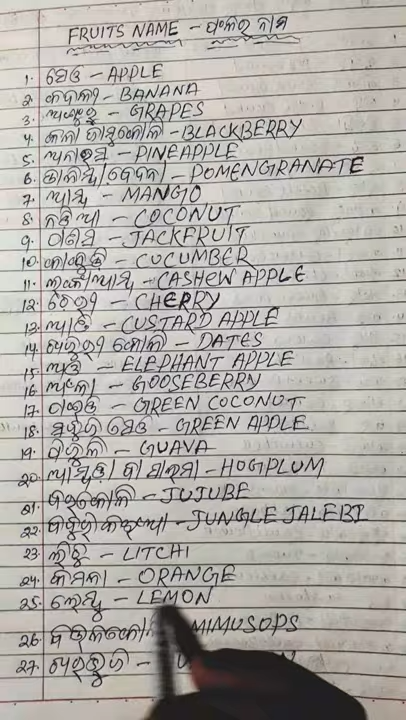 FRUITS NAME - ଫଳର ନାମ
1. ସେଓ - APPLE
2. କଦଳୀ - BANANA
3. ଅଙ୍ଗୁର - GRAPES
4. କଳା ଜାମୁକୋଳି - BLACKBERRY
5. ସପୁରୀ - PINEAPPLE
6. ଡାଳିମ୍ବ / ବେଦନା - POMENGRANATE
7. ଆମ୍ବ - MANGO
8. ନଡ଼ିଆ - COCONUT
9. ପଣସ - JACKFRUIT
10. କାକୁଡ଼ି - CUCUMBER
11. - CASHEW APPLE
12. ଚେରୀ - CHERRY
13. ଆତ - CUSTARD APPLE
14. ଖଜୁରୀ କୋଳି - DATES
15. ଅଉ - ELEPHANT APPLE
16. ଅଁଳା - GOOSEBERRY
17. ପଇଡ଼ - GREEN COCONUT
18. ସବୁଜ ସେଓ - GREEN APPLE
19. ପିଜୁଳି - GUAVA
20. ଆମ୍ବଡ଼ା - HOGPLUM
21. ବରକୋଳି - JUJUBE
22. - JUNGLE JALEBI
23. ଲିଚୁ - LITCHI
24. କମଳା - ORANGE
25. ଲେମ୍ବୁ - LEMON
26. MIMUSOPS
27. ଖରଭୁଜ -